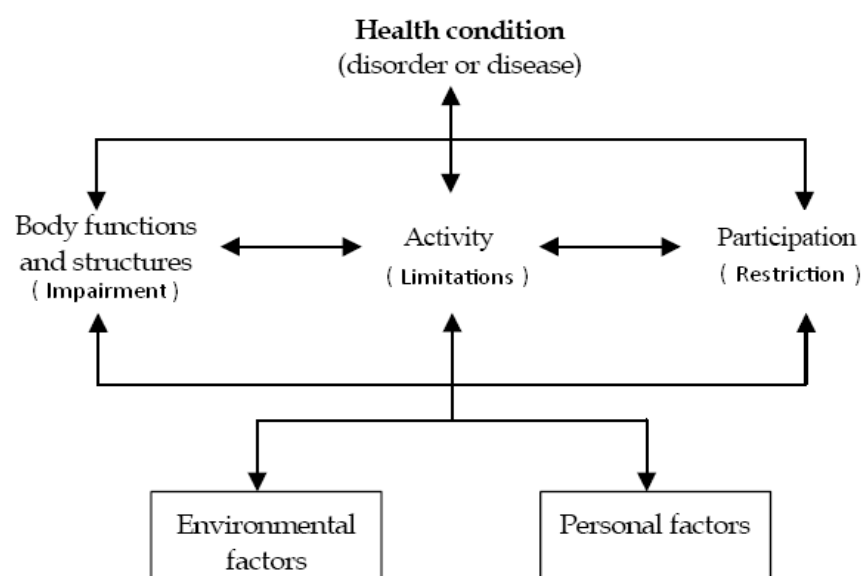 Health condition
(disorder or disease)
Body functions
and structures
( Impairment )
Activity
( Limitations )
Participation
( Restriction )
Environmental
factors
Personal factors